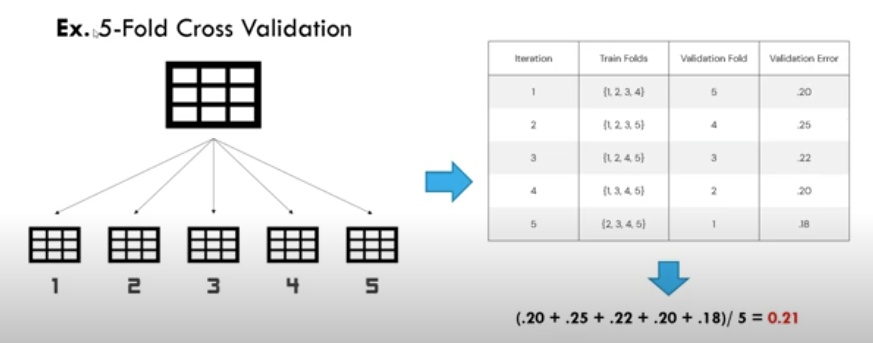 Ex. 5-Fold Cross Validation
1 2 3 4 5
Iteration Train Folds Validation Fold Validation Error
1 {1, 2, 3, 4} 5 .20
2 {1, 2, 3, 5} 4 .25
3 {1, 2, 4, 5} 3 .22
4 {1, 3, 4, 5} 2 .20
5 {2, 3, 4, 5} 1 .18
(.20 + .25 + .22 + .20 + .18)/ 5 = 0.21